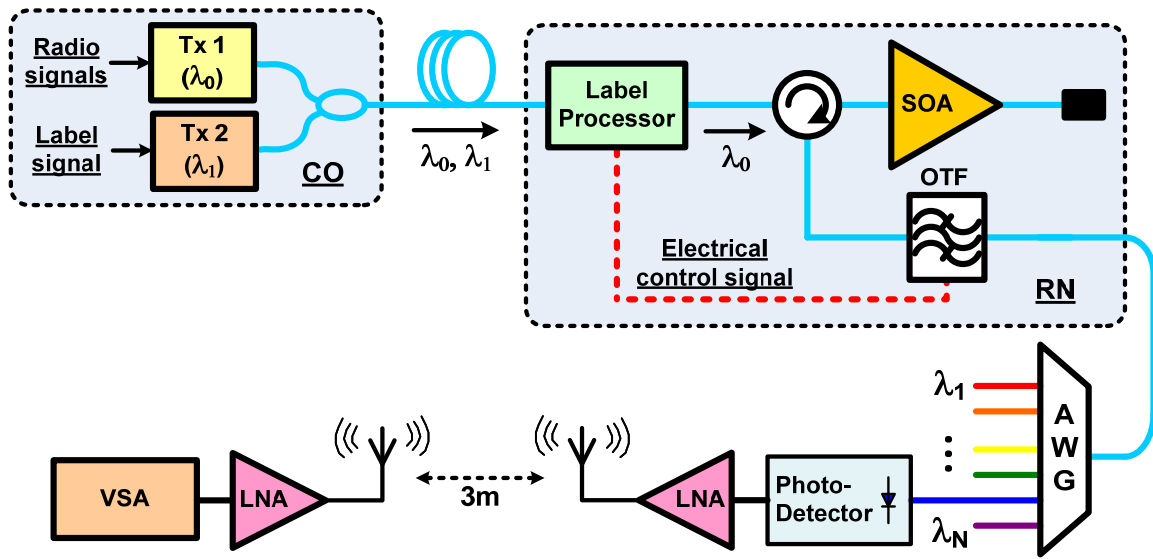 Radio
signals
Tx 1
(λ0)
Label
signal
Tx 2
(λ1)
CO
λ0, λ1
Label
Processor
λ0
SOA
OTF
Electrical
control signal
RN
VSA
LNA
3m
LNA
Photo-
Detector
λ1
λN
A
W
G